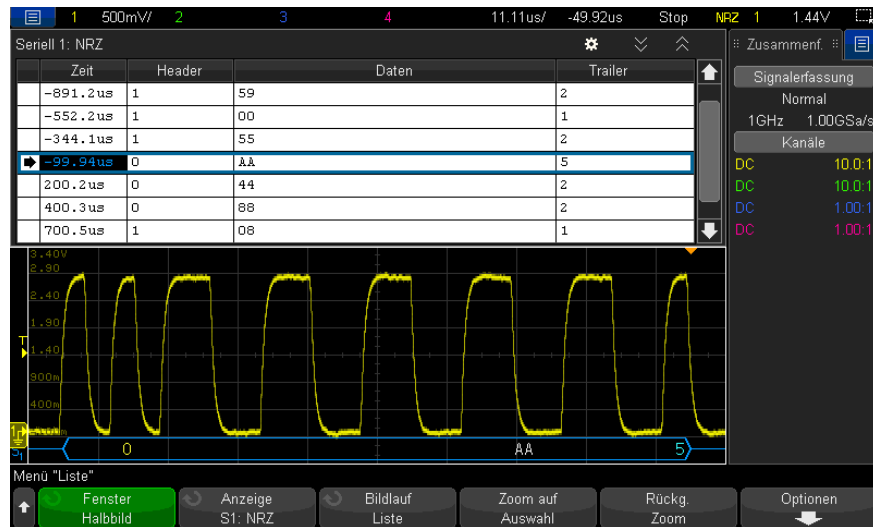 1 500mV/ 2 3 4 11.11us/ -49.92us Stop NRZ 1 1.44V
Seriell 1: NRZ
Zusammenf.
Zeit Header Daten Trailer
-891.2us 1 59 2
-552.2us 1 00 1
-344.1us 1 55 2
-99.94us 0 AA 5
200.2us 0 44 2
400.3us 0 88 2
700.5us 1 08 1
Signalerfassung
Normal
1GHz 1.00GSa/s
Kanäle
DC 10.0:1
DC 10.0:1
DC 1.00:1
DC 1.00:1
3.40V
2.90
2.40
1.90
T
1.40
900m
400m
1
S1 0 AA 5
Menü "Liste"
Fenster
Halbbild
Anzeige
S1: NRZ
Bildlauf
Liste
Zoom auf
Auswahl
Rückg.
Zoom
Optionen